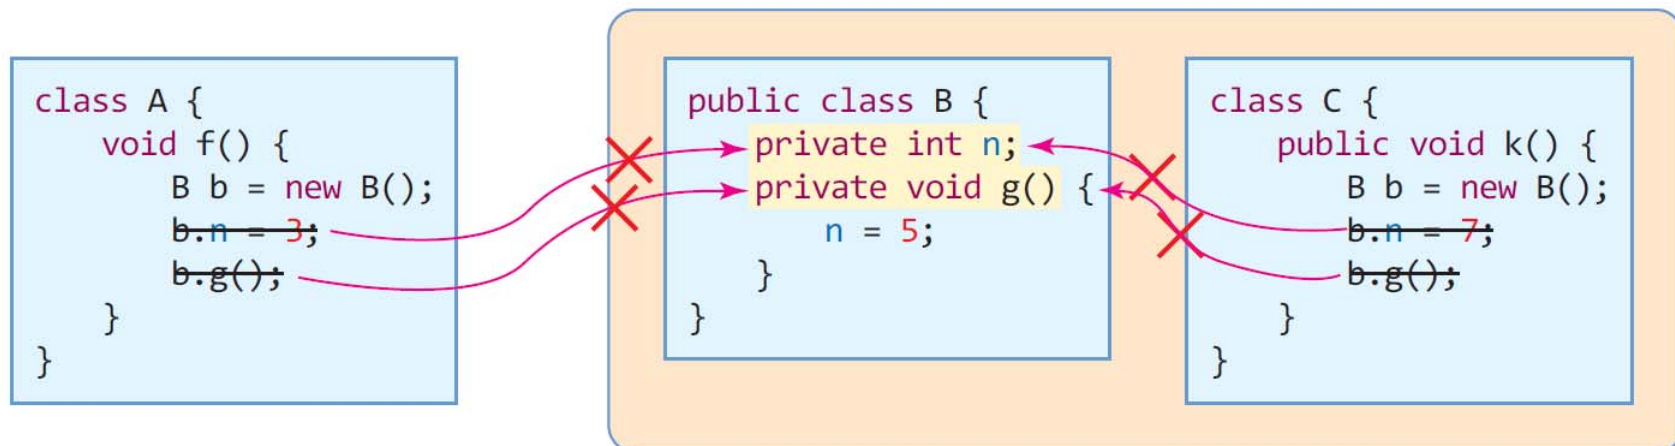 class A {
void f() {
B b = new B();
b.n = 3;
b.g();
}
}
public class B {
private int n;
private void g() {
n = 5;
}
}
class C {
public void k() {
B b = new B();
b.n = 7;
b.g();
}
}